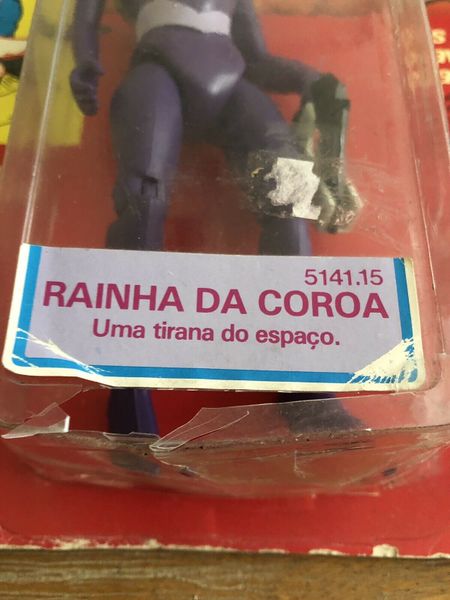 5141.15
RAINHA DA COROA
Uma tirana do espaço.